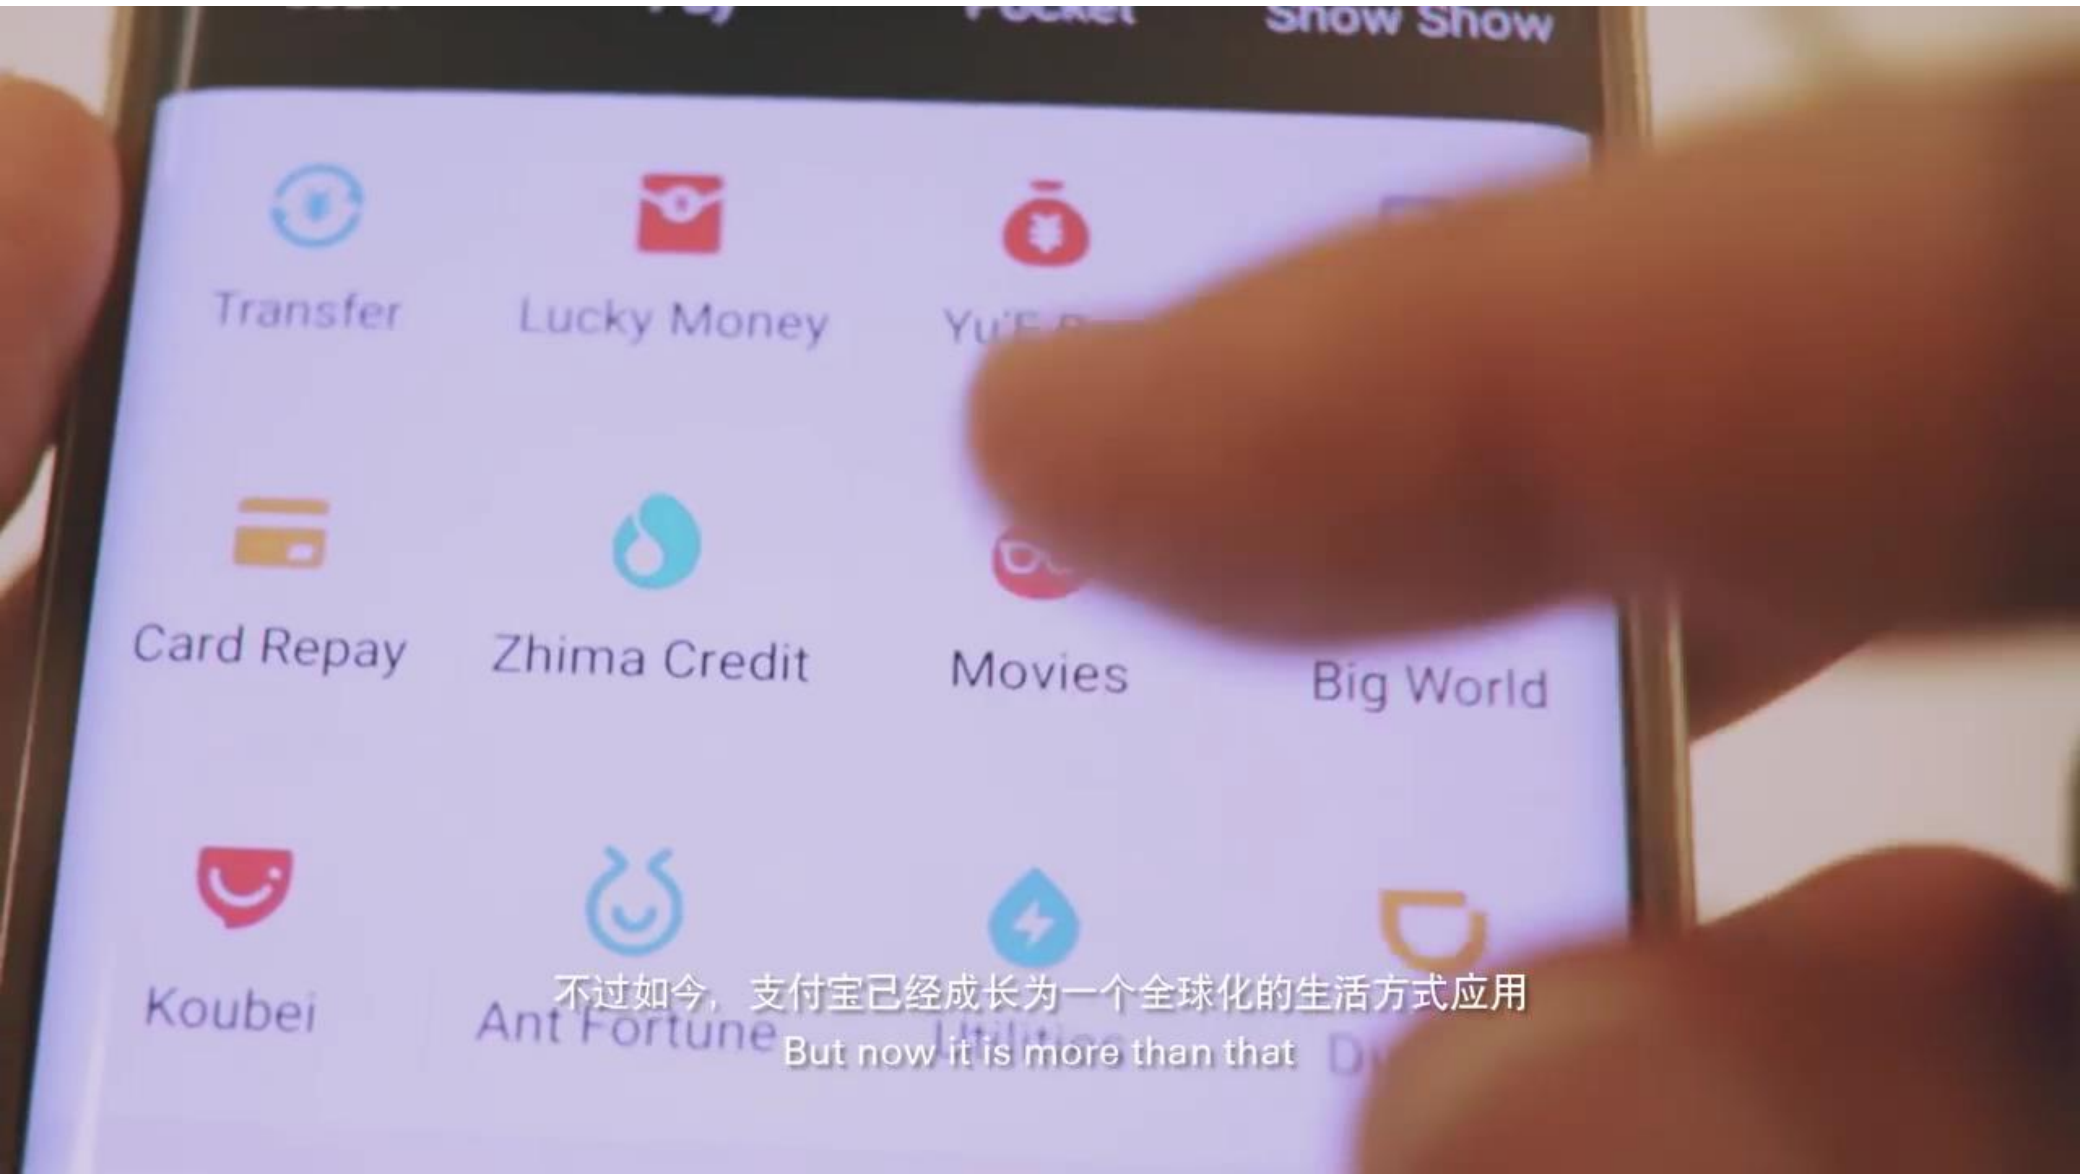 Pocket
Show Show
Transfer
Lucky Money
Card Repay
Zhima Credit
Movies
Big World
Koubei
Ant Fortune
Utilities
不过如今，支付宝已经成长为一个全球化的生活方式应用
But now it is more than that